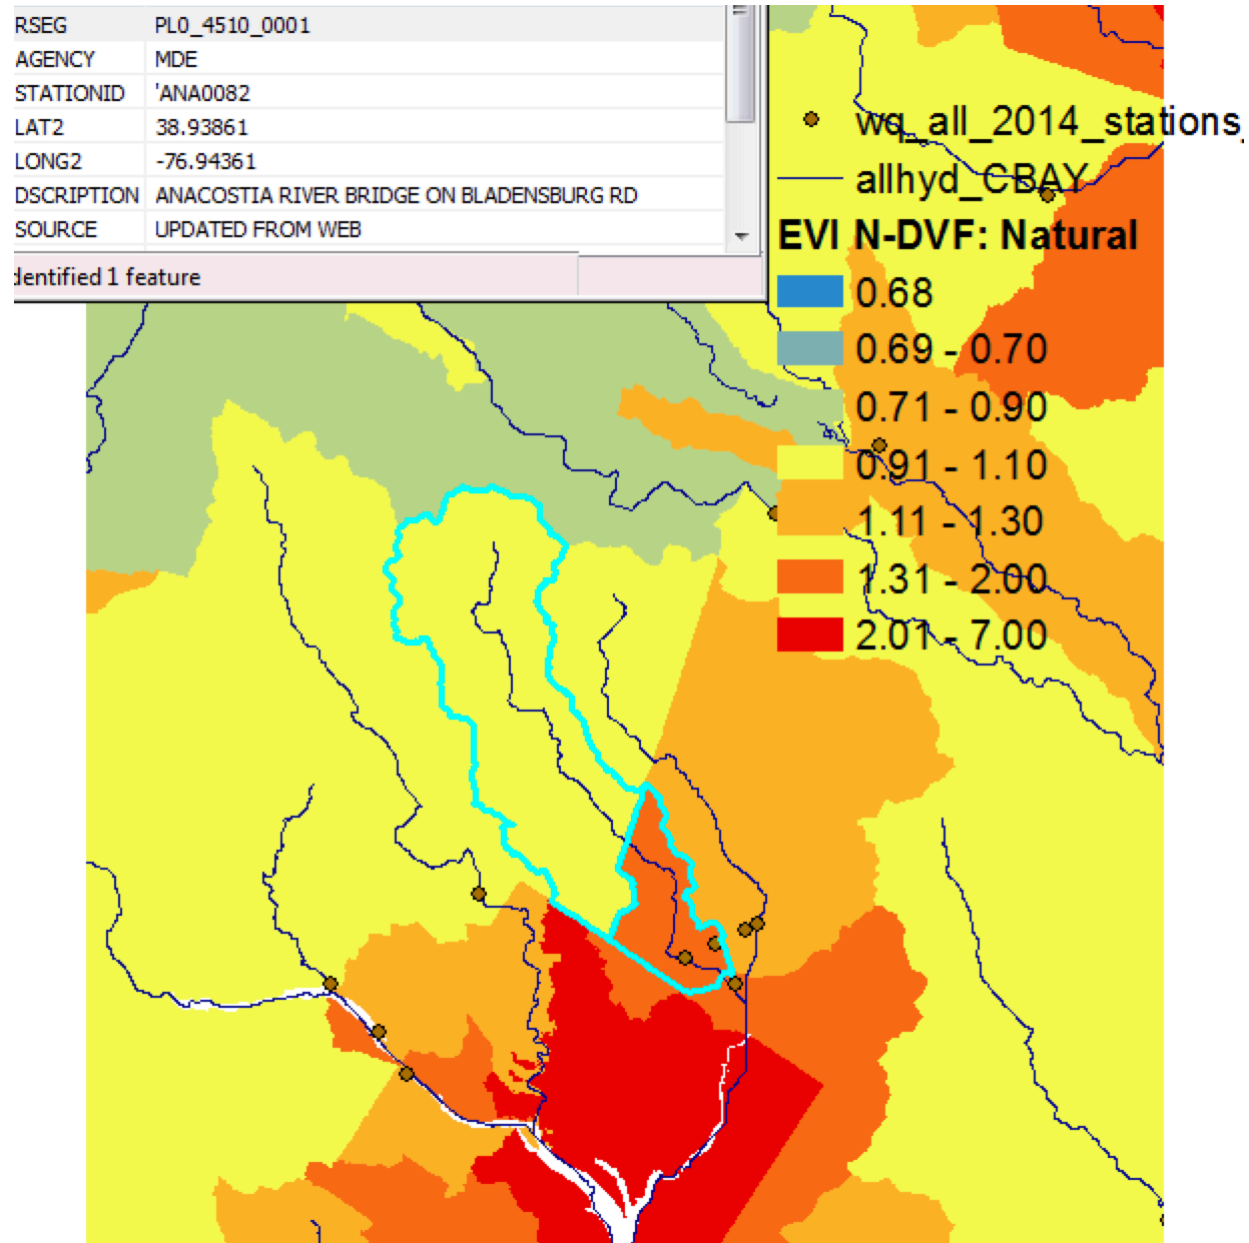 RSEG PL0_4510_0001
AGENCY MDE
STATIONID 'ANA0082
LAT2 38.93861
LONG2 -76.94361
DSCRIPTION ANACOSTIA RIVER BRIDGE ON BLADENSBURG RD
SOURCE UPDATED FROM WEB
dentified 1 feature
wq_all_2014_stations_
allhyd_CBAY
EVI N-DVF: Natural
0.68
0.69 - 0.70
0.71 - 0.90
0.91 - 1.10
1.11 - 1.30
1.31 - 2.00
2.01 - 7.00